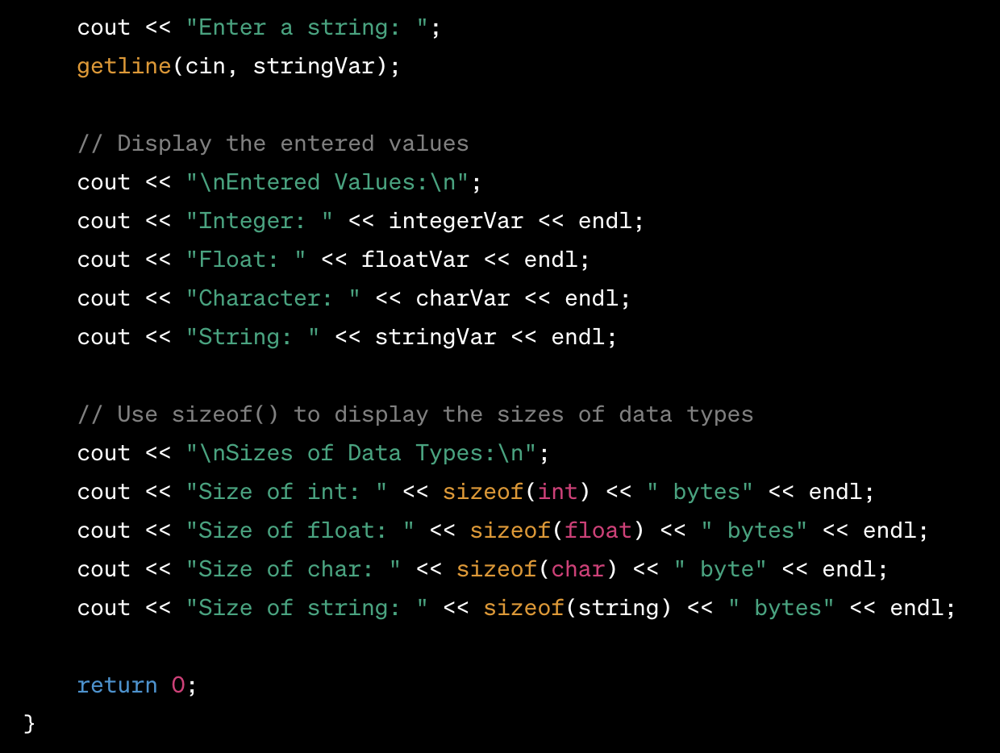 cout << "Enter a string: ";
getline(cin, stringVar);
// Display the entered values
cout << "\nEntered Values:\n";
cout << "Integer: " << integerVar << endl;
cout << "Float: " << floatVar << endl;
cout << "Character: " << charVar << endl;
cout << "String: " << stringVar << endl;
// Use sizeof() to display the sizes of data types
cout << "\nSizes of Data Types:\n";
cout << "Size of int: " << sizeof(int) << " bytes" << endl;
cout << "Size of float: " << sizeof(float) << " bytes" << endl;
cout << "Size of char: " << sizeof(char) << " byte" << endl;
cout << "Size of string: " << sizeof(string) << " bytes" << endl;
return 0;
}